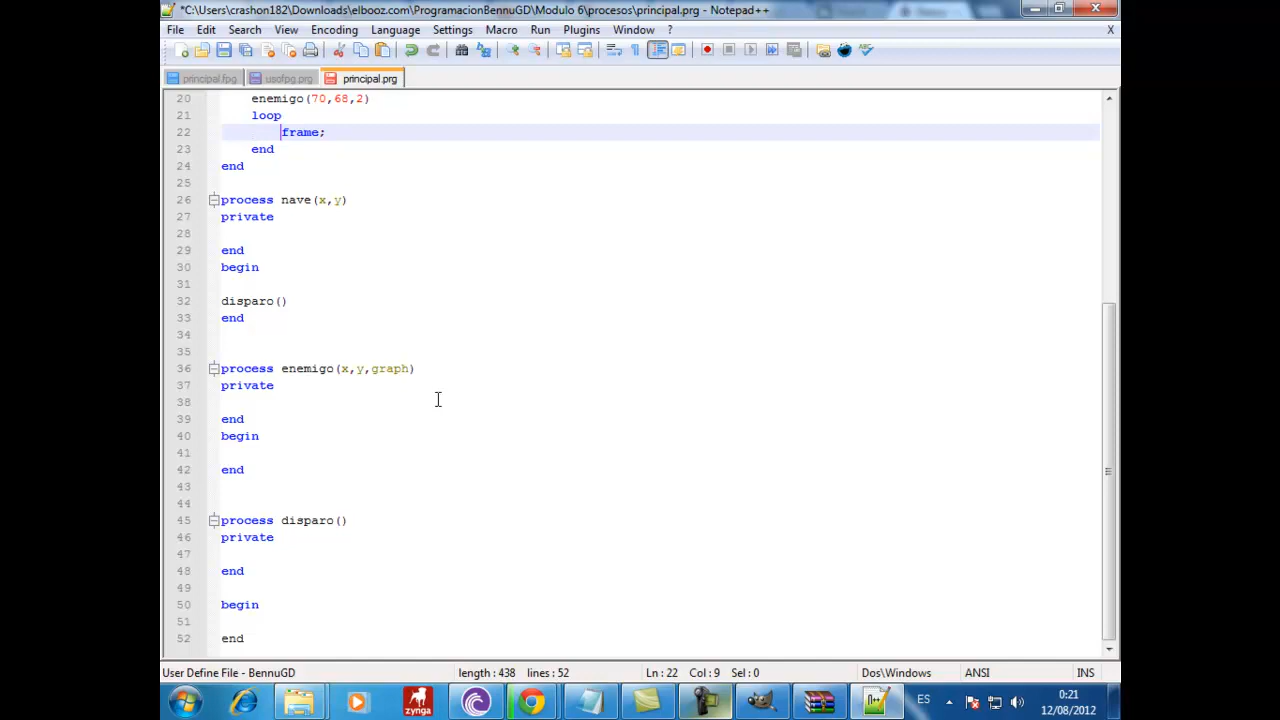 *C:\Users\crashon182\Downloads\elbooz.com\ProgramacionBennuGD\Modulo 6\procesos\principal.prg - Notepad++
File Edit Search View Encoding Language Settings Macro Run Plugins Window ? X
principal.fpg usofpg.prg principal.prg
20 enemigo(70,68,2)
21 loop
22 frame;
23 end
24 end
25
26 process nave(x,y)
27 private
28
29 end
30 begin
31
32 disparo()
33 end
34
35
36 process enemigo(x,y,graph)
37 private
38
39 end
40 begin
41
42 end
43
44
45 process disparo()
46 private
47
48 end
49
50 begin
51
52 end
User Define File - BennuGD length : 438 lines : 52 Ln : 22 Col : 9 Sel : 0 Dos\Windows ANSI INS
zynga ES 0:21
12/08/2012